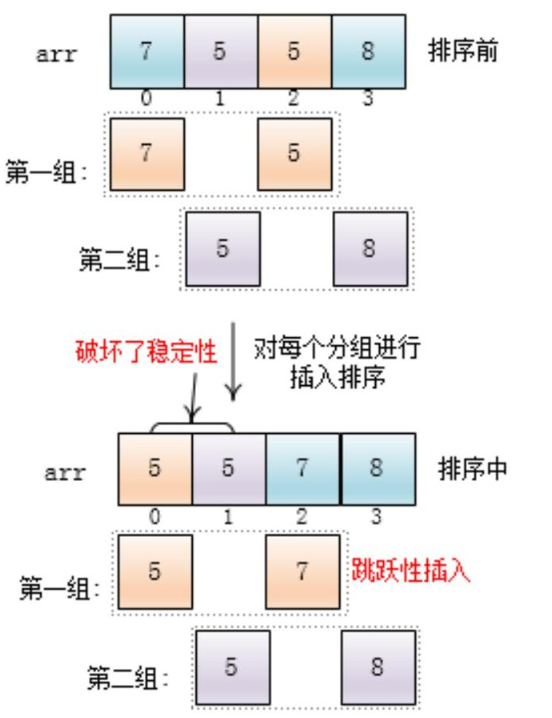 arr 7 5 5 8 排序前
0 1 2 3
第一组: 7 5
第二组: 5 8
破坏了稳定性 对每个分组进行
插入排序
arr 5 5 7 8 排序中
0 1 2 3
第一组: 5 7 跳跃性插入
第二组: 5 8